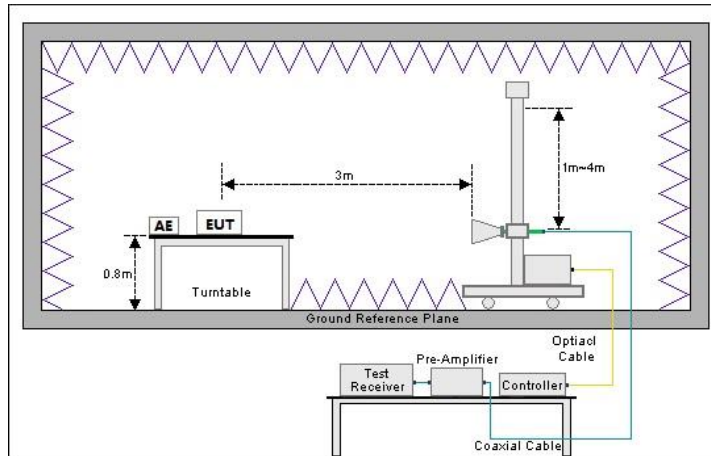 3m
1m~4m
AE
EUT
0.8m
Turntable
Ground Reference Plane
Optiacl
Cable
Pre-Amplifier
Test
Receiver
Controller
Coaxial Cable